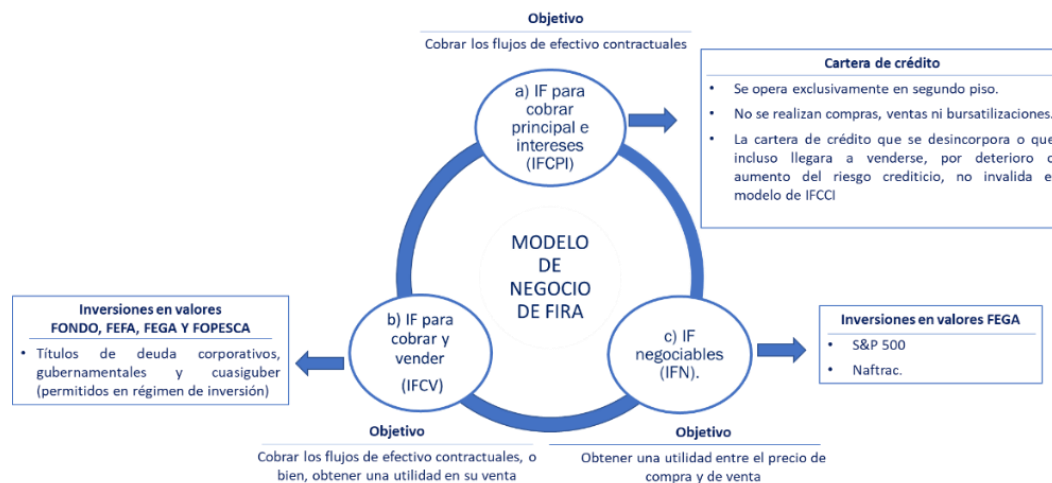 Objetivo
Cobrar los flujos de efectivo contractuales
a) IF para
cobrar
principal e
intereses
(IFCPI)
Cartera de crédito
• Se opera exclusivamente en segundo piso.
• No se realizan compras, ventas ni bursatilizaciones.
• La cartera de crédito que se desincorpora o que
incluso llegara a venderse, por deterioro o
aumento del riesgo crediticio, no invalida e
modelo de IFCCI
MODELO
DE
NEGOCIO
DE FIRA
Inversiones en valores
FONDO, FEFA, FEGA Y FOPESCA
• Títulos de deuda corporativos,
gubernamentales y cuasiguber
(permitidos en régimen de inversión)
b) IF para
cobrar y
vender
(IFCV)
c) IF
negociables
(IFN).
Inversiones en valores FEGA
• S&P 500
• Naftrac.
Objetivo
Cobrar los flujos de efectivo contractuales, o
bien, obtener una utilidad en su venta
Objetivo
Obtener una utilidad entre el precio de
compra y de venta